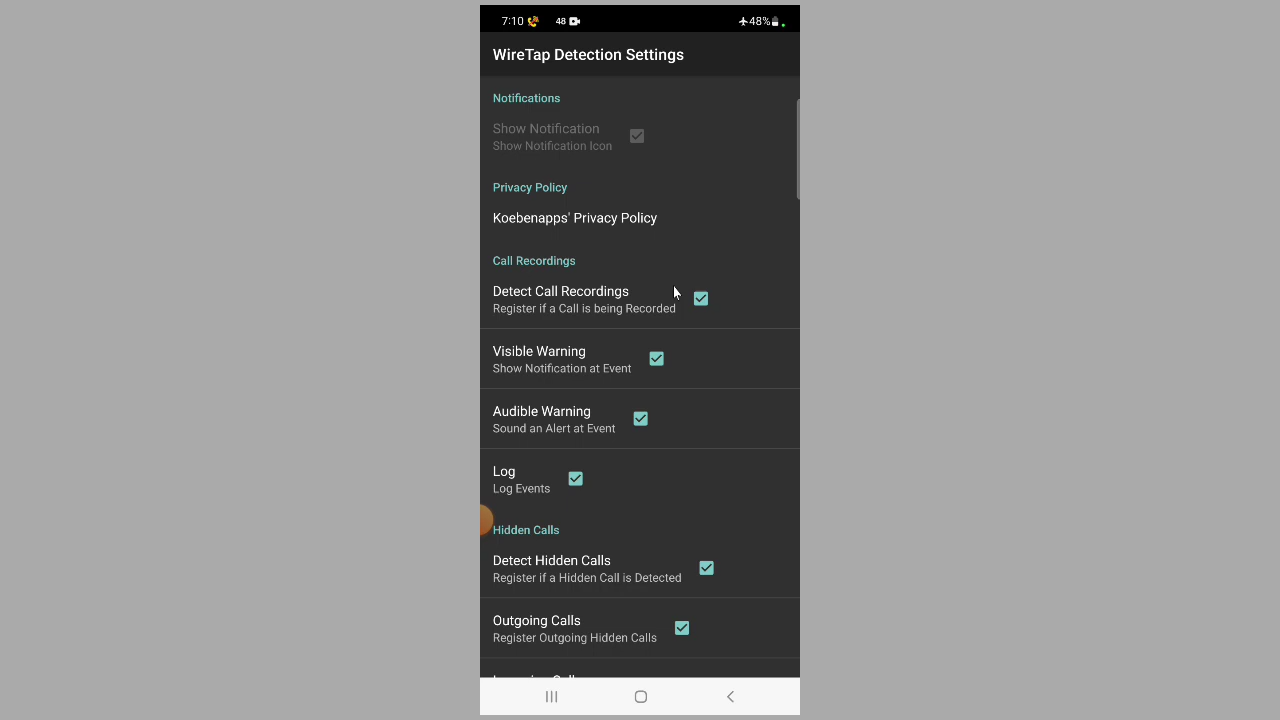 7:10 48 48%
WireTap Detection Settings
Notifications
Show Notification
Show Notification Icon
Privacy Policy
Koebenapps' Privacy Policy
Call Recordings
Detect Call Recordings
Register if a Call is being Recorded
Visible Warning
Show Notification at Event
Audible Warning
Sound an Alert at Event
Log
Log Events
Hidden Calls
Detect Hidden Calls
Register if a Hidden Call is Detected
Outgoing Calls
Register Outgoing Hidden Calls